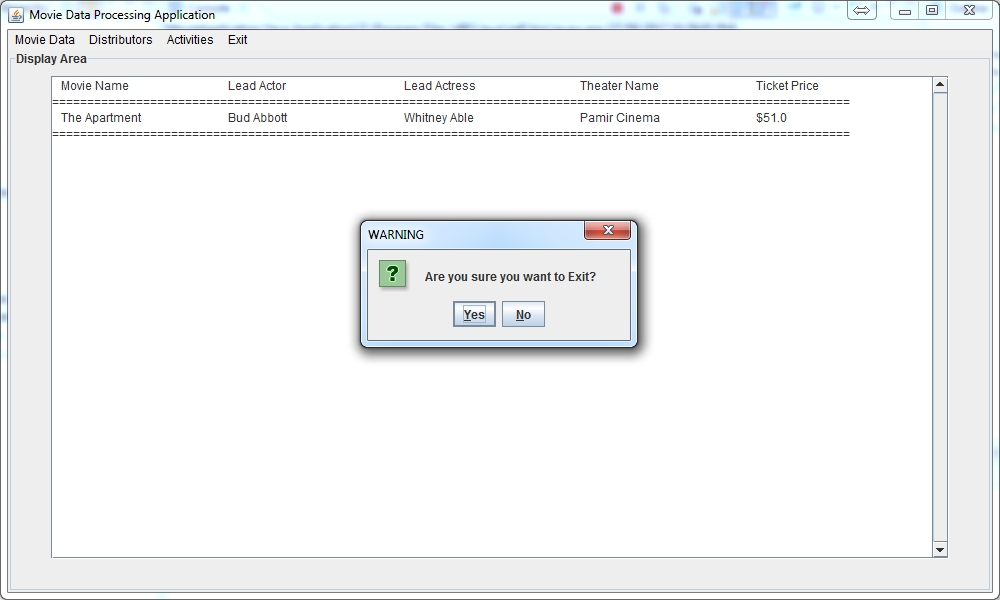 Movie Data Processing Application
Movie Data Distributors Activities Exit
Display Area
Movie Name Lead Actor Lead Actress Theater Name Ticket Price
====================================================================================================
The Apartment Bud Abbott Whitney Able Pamir Cinema $51.0
====================================================================================================
WARNING
? Are you sure you want to Exit?
Yes No